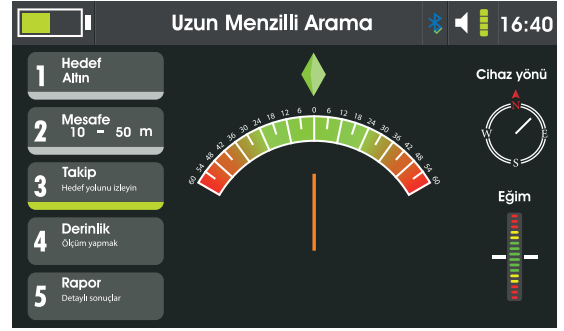 Uzun Menzilli Arama
16:40
1 Hedef
Altın
2 Mesafe
10 - 50 m
3 Takip
Hedef yolunu izleyin
4 Derinlik
Ölçüm yapmak
5 Rapor
Detaylı sonuçlar
60 54 48 42 36 30 24 18 12 6 0 6 12 18 24 30 36 42 48 54 60
Cihaz yönü
N
W E
S
Eğim